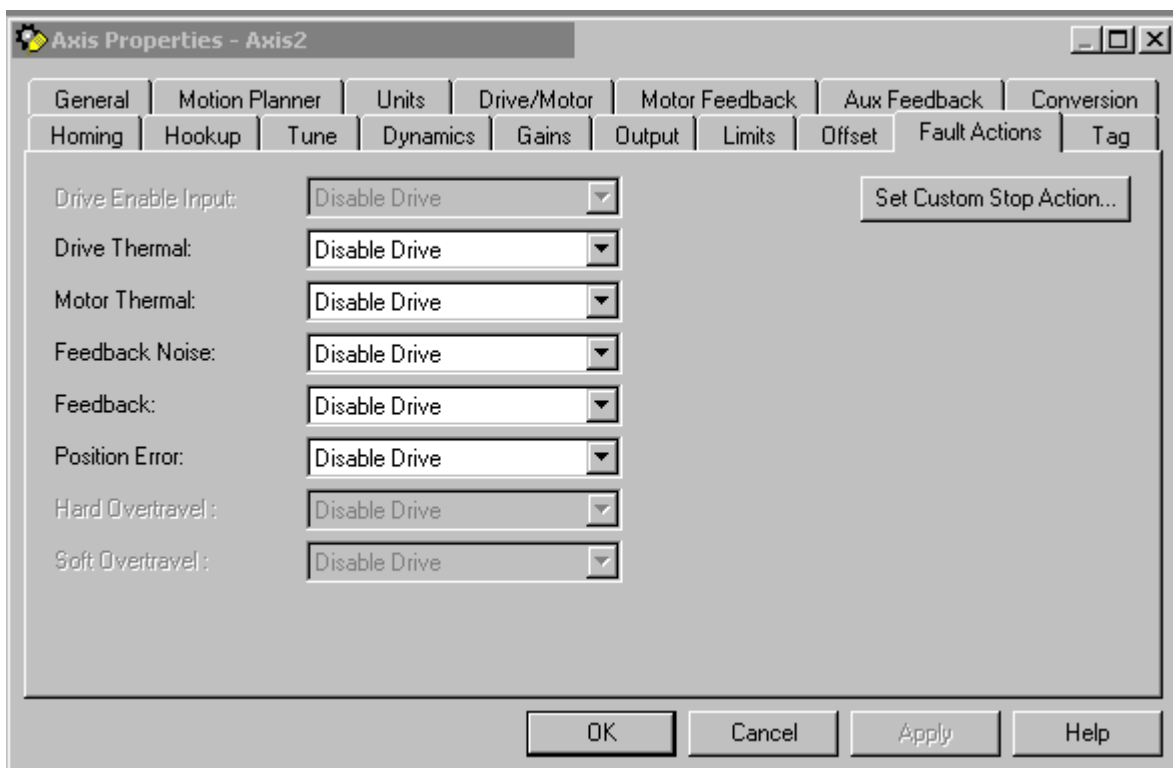 Axis Properties - Axis2
General Motion Planner Units Drive/Motor Motor Feedback Aux Feedback Conversion
Homing Hookup Tune Dynamics Gains Output Limits Offset Fault Actions Tag
Drive Enable Input: Disable Drive Set Custom Stop Action...
Drive Thermal: Disable Drive
Motor Thermal: Disable Drive
Feedback Noise: Disable Drive
Feedback: Disable Drive
Position Error: Disable Drive
Hard Overtravel : Disable Drive
Soft Overtravel : Disable Drive
OK Cancel Apply Help